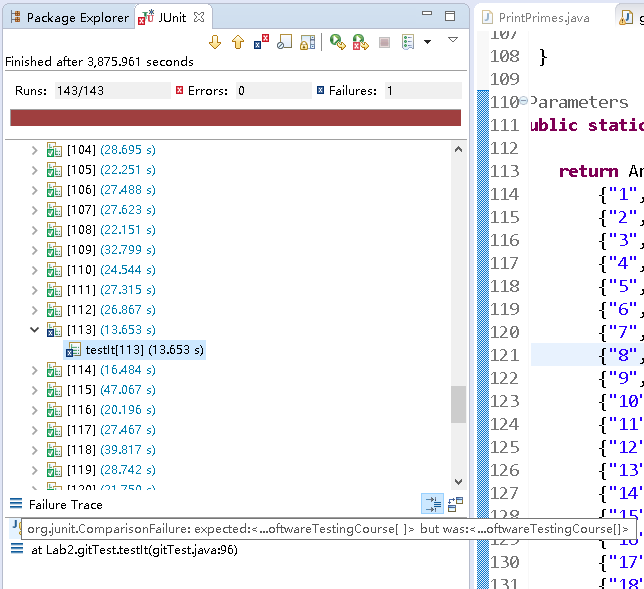 Package Explorer
JUnit
Finished after 3,875.961 seconds
Runs: 143/143
Errors: 0
Failures: 1
[104] (28.695 s)
[105] (22.251 s)
[106] (27.488 s)
[107] (27.623 s)
[108] (22.151 s)
[109] (32.799 s)
[110] (24.544 s)
[111] (27.315 s)
[112] (26.867 s)
[113] (13.653 s)
testIt[113] (13.653 s)
[114] (16.484 s)
[115] (47.067 s)
[116] (20.196 s)
[117] (27.467 s)
[118] (39.817 s)
[119] (28.742 s)
[120] (21.750 s)
Failure Trace
org.junit.ComparisonFailure: expected:<...oftwareTestingCourse[ ]> but was:<...oftwareTestingCourse[]>
at Lab2.gitTest.testIt(gitTest.java:96)
PrintPrimes.java
107
108 }
109
110 Parameters
111 ublic static
112
113 return Ar
114 {"1",
115 {"2",
116 {"3",
117 {"4",
118 {"5",
119 {"6",
120 {"7",
121 {"8",
122 {"9",
123 {"10"
124 {"11"
125 {"12"
126 {"13"
127 {"14"
128 {"15"
129 {"16"
130 {"17"
131 {"18"